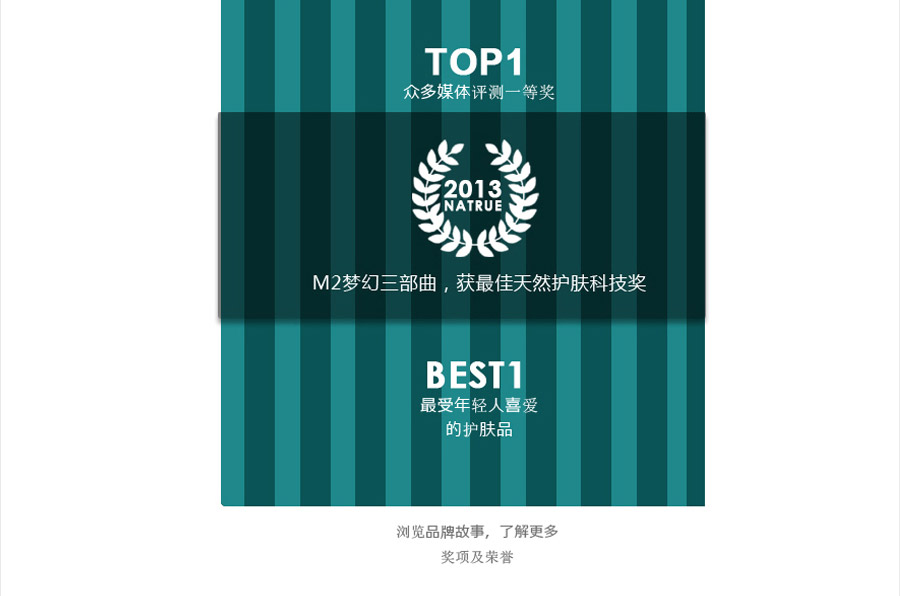 TOP1
众多媒体评测一等奖
2013
NATRUE
M2梦幻三部曲，获最佳天然护肤科技奖
BEST1
最受年轻人喜爱
的护肤品
浏览品牌故事，了解更多
奖项及荣誉